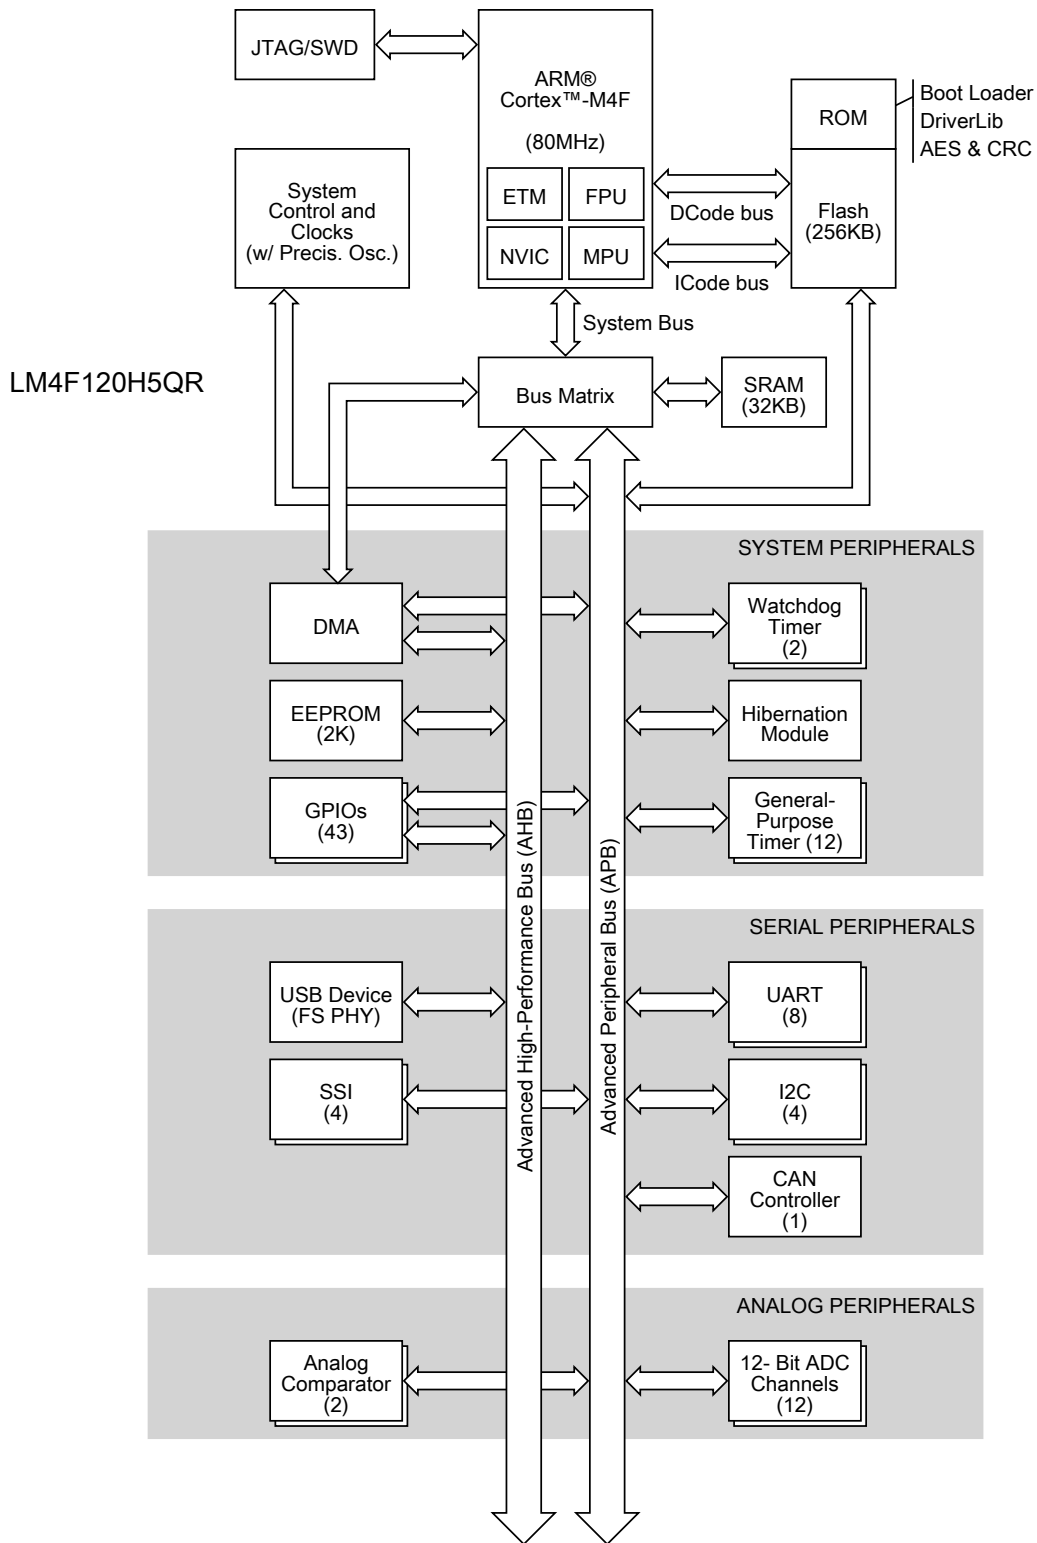 JTAG/SWD
ARM®
Cortex™-M4F
(80MHz)
ETM
FPU
NVIC
MPU
ROM
Boot Loader
DriverLib
AES & CRC
System
Control and
Clocks
(w/ Precis. Osc.)
DCode bus
Flash
(256KB)
ICode bus
System Bus
LM4F120H5QR
Bus Matrix
SRAM
(32KB)
SYSTEM PERIPHERALS
DMA
Watchdog
Timer
(2)
EEPROM
(2K)
Hibernation
Module
GPIOs
(43)
General-
Purpose
Timer (12)
Advanced High-Performance Bus (AHB)
Advanced Peripheral Bus (APB)
SERIAL PERIPHERALS
USB Device
(FS PHY)
UART
(8)
SSI
(4)
I2C
(4)
CAN
Controller
(1)
ANALOG PERIPHERALS
Analog
Comparator
(2)
12- Bit ADC
Channels
(12)